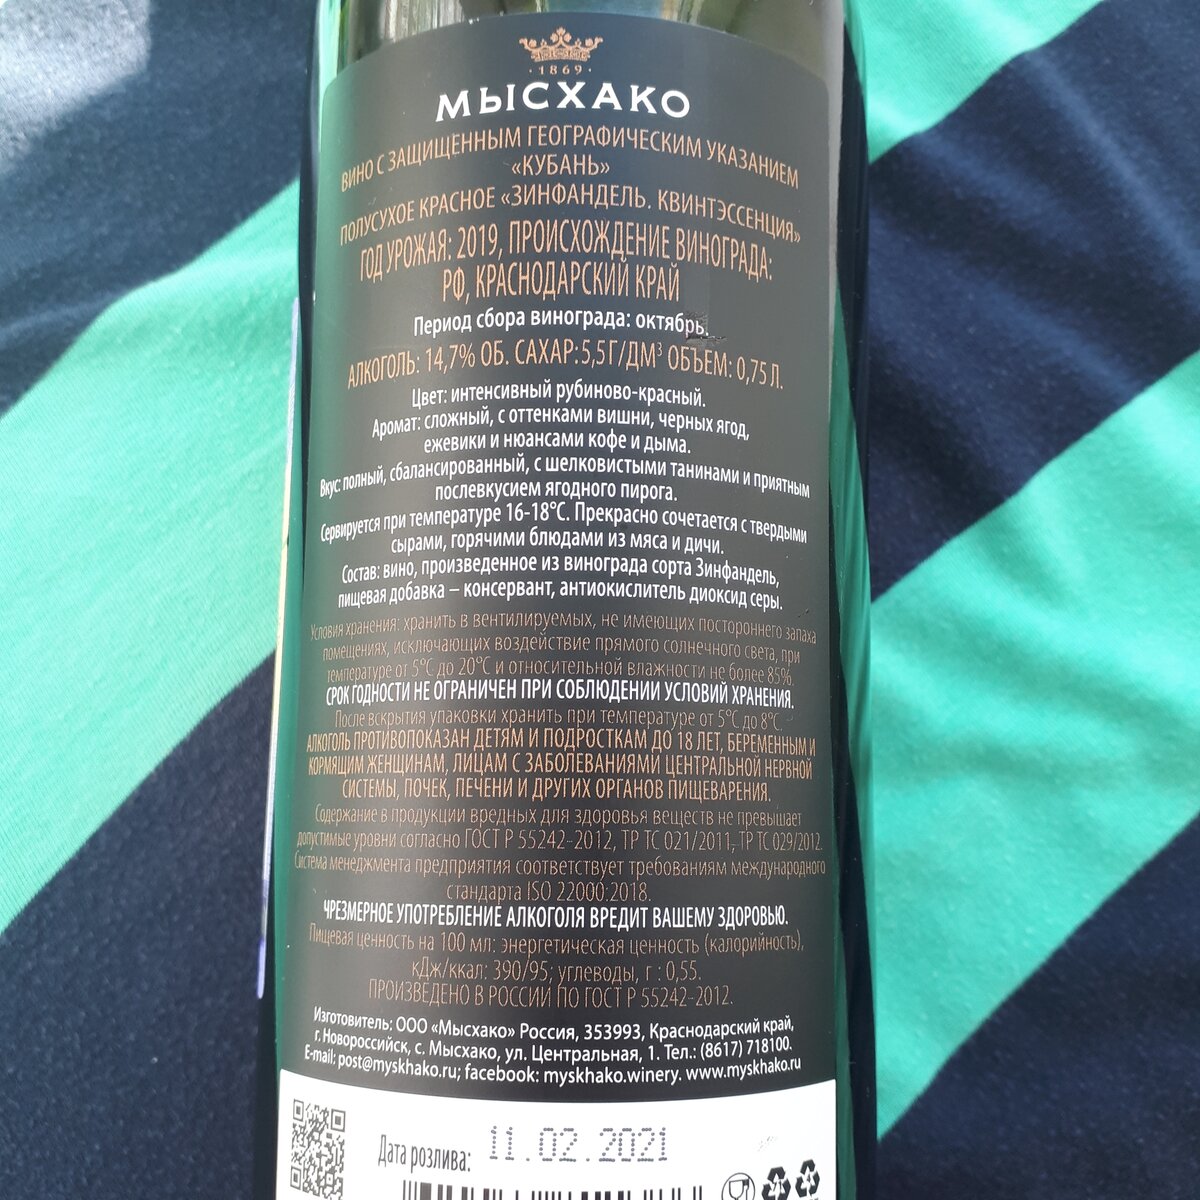 ·1869·
МЫСХАКО
ВИНО С ЗАЩИЩЕННЫМ ГЕОГРАФИЧЕСКИМ УКАЗАНИЕМ
«КУБАНЬ»
ПОЛУСУХОЕ КРАСНОЕ «ЗИНФАНДЕЛЬ. КВИНТЭССЕНЦИЯ»
ГОД УРОЖАЯ: 2019, ПРОИСХОЖДЕНИЕ ВИНОГРАДА:
РФ, КРАСНОДАРСКИЙ КРАЙ
Период сбора винограда: октябрь.
АЛКОГОЛЬ: 14,7% ОБ. САХАР: 5,5 Г/ДМ³ ОБЪЕМ: 0,75 Л.
Цвет: интенсивный рубиново-красный.
Аромат: сложный, с оттенками вишни, черных ягод,
ежевики и нюансами кофе и дыма.
Вкус: полный, сбалансированный, с шелковистыми танинами и приятным
послевкусием ягодного пирога.
Сервируется при температуре 16-18°С. Прекрасно сочетается с твердыми
сырами, горячими блюдами из мяса и дичи.
Состав: вино, произведенное из винограда сорта Зинфандель,
пищевая добавка – консервант, антиокислитель диоксид серы.
Условия хранения: хранить в вентилируемых, не имеющих постороннего запаха
помещениях, исключающих воздействие прямого солнечного света, при
температуре от 5°С до 20°С и относительной влажности не более 85%.
СРОК ГОДНОСТИ НЕ ОГРАНИЧЕН ПРИ СОБЛЮДЕНИИ УСЛОВИЙ ХРАНЕНИЯ.
После вскрытия упаковки хранить при температуре от 5°С до 8°С.
АЛКОГОЛЬ ПРОТИВОПОКАЗАН ДЕТЯМ И ПОДРОСТКАМ ДО 18 ЛЕТ, БЕРЕМЕННЫМ И
КОРМЯЩИМ ЖЕНЩИНАМ, ЛИЦАМ С ЗАБОЛЕВАНИЯМИ ЦЕНТРАЛЬНОЙ НЕРВНОЙ
СИСТЕМЫ, ПОЧЕК, ПЕЧЕНИ И ДРУГИХ ОРГАНОВ ПИЩЕВАРЕНИЯ.
Содержание в продукции вредных для здоровья веществ не превышает
допустимые уровни согласно ГОСТ Р 55242-2012, ТР ТС 021/2011, ТР ТС 029/2012.
Система менеджмента предприятия соответствует требованиям международного
стандарта ISO 22000:2018.
ЧРЕЗМЕРНОЕ УПОТРЕБЛЕНИЕ АЛКОГОЛЯ ВРЕДИТ ВАШЕМУ ЗДОРОВЬЮ.
Пищевая ценность на 100 мл: энергетическая ценность (калорийность),
кДж/ккал: 390/95; углеводы, г : 0,55.
ПРОИЗВЕДЕНО В РОССИИ ПО ГОСТ Р 55242-2012.
Изготовитель: ООО «Мысхако» Россия, 353993, Краснодарский край,
г. Новороссийск, с. Мысхако, ул. Центральная, 1. Тел.: (8617) 718100.
E-mail: post@myskhako.ru; facebook: myskhako.winery. www.myskhako.ru
Дата розлива: 11.02.2021